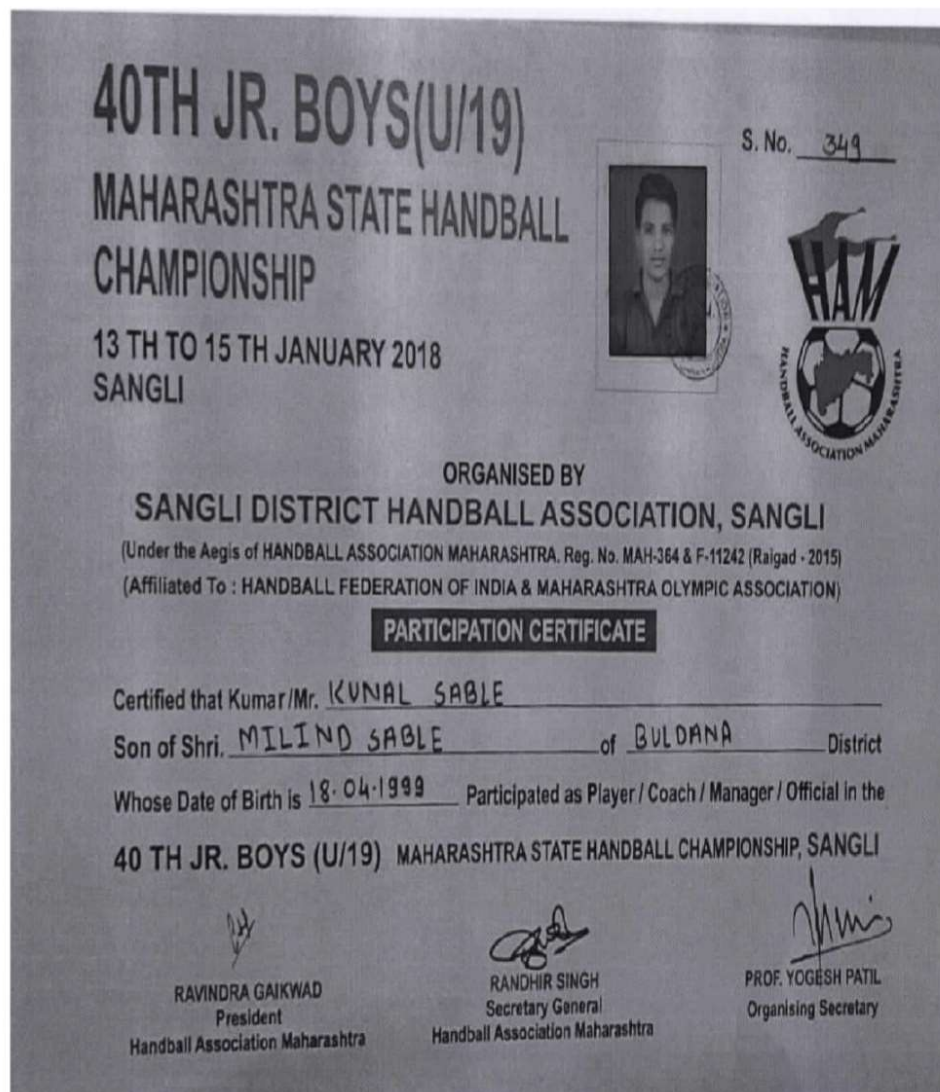 40TH JR. BOYS(U/19)
MAHARASHTRA STATE HANDBALL
CHAMPIONSHIP
13 TH TO 15 TH JANUARY 2018
SANGLI
S. No. 349
HAM
HANDBALL ASSOCIATION MAHARASHTRA
ORGANISED BY
SANGLI DISTRICT HANDBALL ASSOCIATION, SANGLI
(Under the Aegis of HANDBALL ASSOCIATION MAHARASHTRA. Reg. No. MAH-364 & F-11242 (Raigad - 2015)
(Affiliated To : HANDBALL FEDERATION OF INDIA & MAHARASHTRA OLYMPIC ASSOCIATION)
PARTICIPATION CERTIFICATE
Certified that Kumar/Mr. KUNAL SABLE
Son of Shri. MILIND SABLE of BULDANA District
Whose Date of Birth is 18.04.1999 Participated as Player / Coach / Manager / Official in the
40 TH JR. BOYS (U/19) MAHARASHTRA STATE HANDBALL CHAMPIONSHIP, SANGLI
RAVINDRA GAIKWAD
President
Handball Association Maharashtra
RANDHIR SINGH
Secretary General
Handball Association Maharashtra
PROF. YOGESH PATIL
Organising Secretary